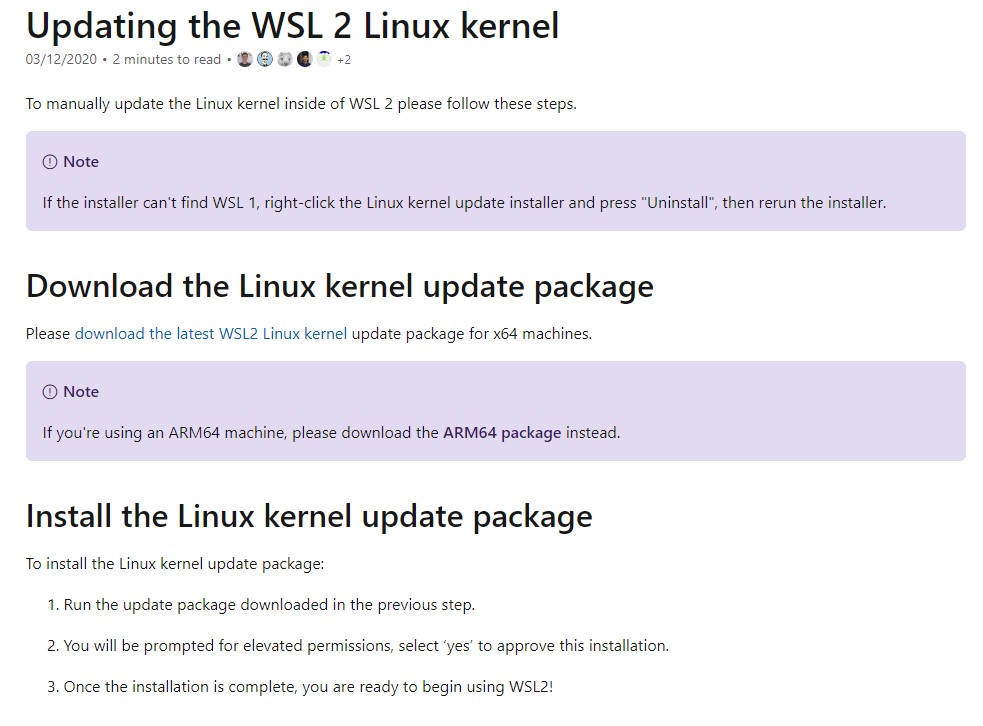 Updating the WSL 2 Linux kernel
03/12/2020 • 2 minutes to read • +2
To manually update the Linux kernel inside of WSL 2 please follow these steps.
Note
If the installer can't find WSL 1, right-click the Linux kernel update installer and press "Uninstall", then rerun the installer.
Download the Linux kernel update package
Please download the latest WSL2 Linux kernel update package for x64 machines.
Note
If you're using an ARM64 machine, please download the ARM64 package instead.
Install the Linux kernel update package
To install the Linux kernel update package:
1. Run the update package downloaded in the previous step.
2. You will be prompted for elevated permissions, select ‘yes’ to approve this installation.
3. Once the installation is complete, you are ready to begin using WSL2!